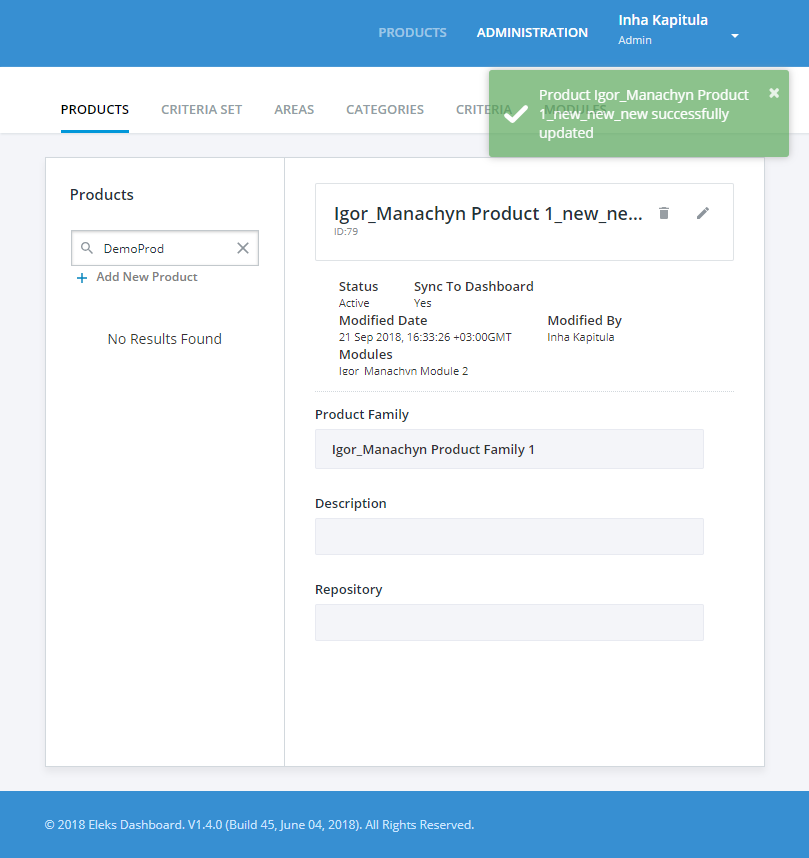 PRODUCTS
ADMINISTRATION
Inha Kapitula
Admin
PRODUCTS
CRITERIA SET
AREAS
CATEGORIES
CRITERIA
MODULES
Product Igor_Manachyn Product
1_new_new_new successfully
updated
Products
DemoProd
Add New Product
No Results Found
Igor_Manachyn Product 1_new_ne...
ID:79
Status
Sync To Dashboard
Active
Yes
Modified Date
Modified By
21 Sep 2018, 16:33:26 +03:00GMT
Inha Kapitula
Modules
Igor_Manachyn Module 2
Product Family
Igor_Manachyn Product Family 1
Description
Repository
© 2018 Eleks Dashboard. V1.4.0 (Build 45, June 04, 2018). All Rights Reserved.